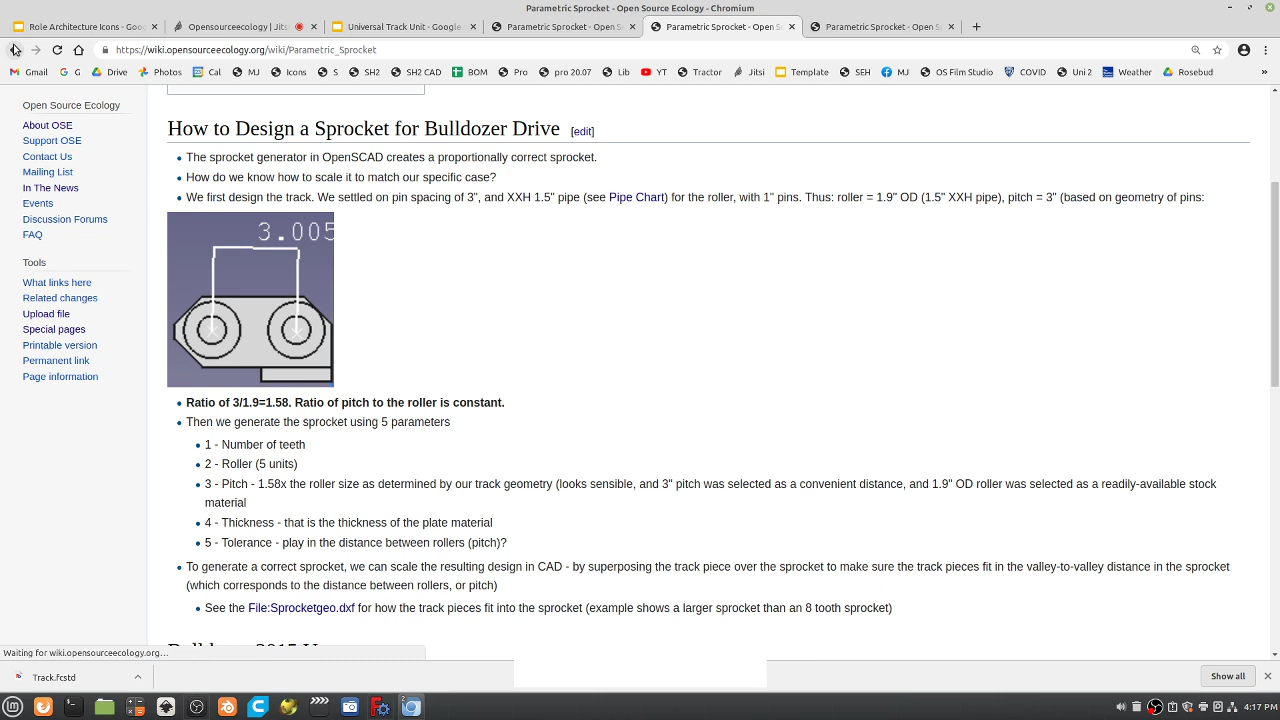 Parametric Sprocket - Open Source Ecology - Chromium
Role Architecture Icons - Goo
Opensourceecology | Jits
Universal Track Unit - Google
Parametric Sprocket - Open S
Parametric Sprocket - Open S
Parametric Sprocket - Open S
https://wiki.opensourceecology.org/wiki/Parametric_Sprocket
Gmail G Drive Photos Cal MJ Icons S SH2 SH2 CAD BOM Pro pro 20.07 Lib YT Tractor Jitsi Template SEH MJ OS Film Studio COVID Uni 2 Weather Rosebud »
Open Source Ecology
About OSE
Support OSE
Contact Us
Mailing List
In The News
Events
Discussion Forums
FAQ
Tools
What links here
Related changes
Upload file
Special pages
Printable version
Permanent link
Page information
How to Design a Sprocket for Bulldozer Drive [edit]
The sprocket generator in OpenSCAD creates a proportionally correct sprocket.
How do we know how to scale it to match our specific case?
We first design the track. We settled on pin spacing of 3", and XXH 1.5" pipe (see Pipe Chart) for the roller, with 1" pins. Thus: roller = 1.9" OD (1.5" XXH pipe), pitch = 3" (based on geometry of pins:
3.005
Ratio of 3/1.9=1.58. Ratio of pitch to the roller is constant.
Then we generate the sprocket using 5 parameters
1 - Number of teeth
2 - Roller (5 units)
3 - Pitch - 1.58x the roller size as determined by our track geometry (looks sensible, and 3" pitch was selected as a convenient distance, and 1.9" OD roller was selected as a readily-available stock
material
4 - Thickness - that is the thickness of the plate material
5 - Tolerance - play in the distance between rollers (pitch)?
To generate a correct sprocket, we can scale the resulting design in CAD - by superposing the track piece over the sprocket to make sure the track pieces fit in the valley-to-valley distance in the sprocket
(which corresponds to the distance between rollers, or pitch)
See the File:Sprocketgeo.dxf for how the track pieces fit into the sprocket (example shows a larger sprocket than an 8 tooth sprocket)
Waiting for wiki.opensourceecology.org…
Track.fcstd
Show all
4:17 PM